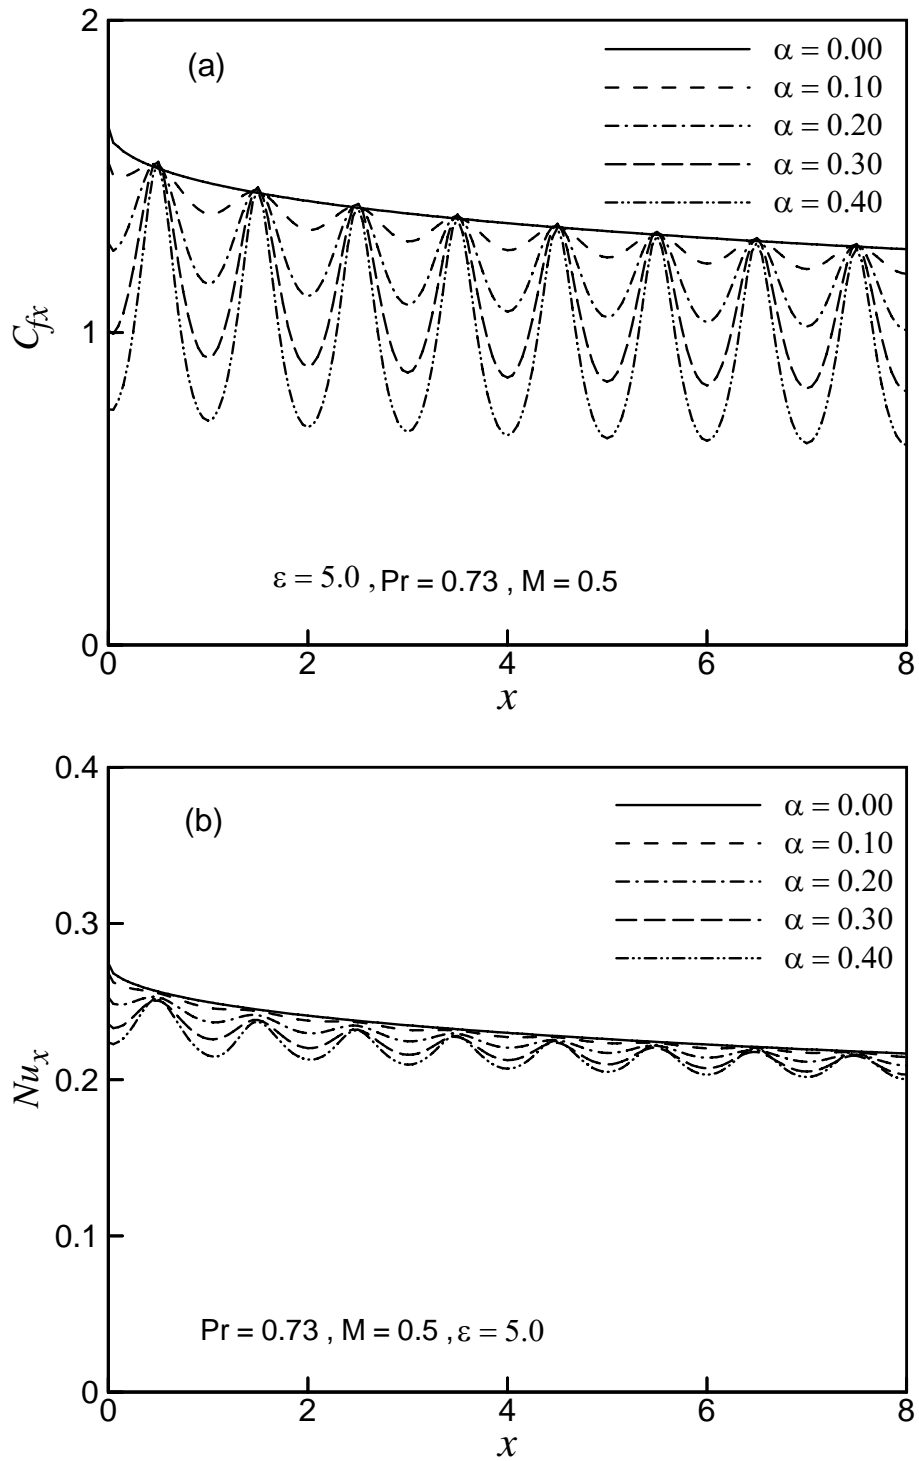 2
(a)
α = 0.00
α = 0.10
α = 0.20
α = 0.30
α = 0.40
1
C_fx
ε = 5.0 , Pr = 0.73 , M = 0.5
0
0 2 4 6 8
x
0.4
(b)
α = 0.00
α = 0.10
α = 0.20
α = 0.30
α = 0.40
0.3
0.2
Nu_x
0.1
Pr = 0.73 , M = 0.5 , ε = 5.0
0
0 2 4 6 8
x